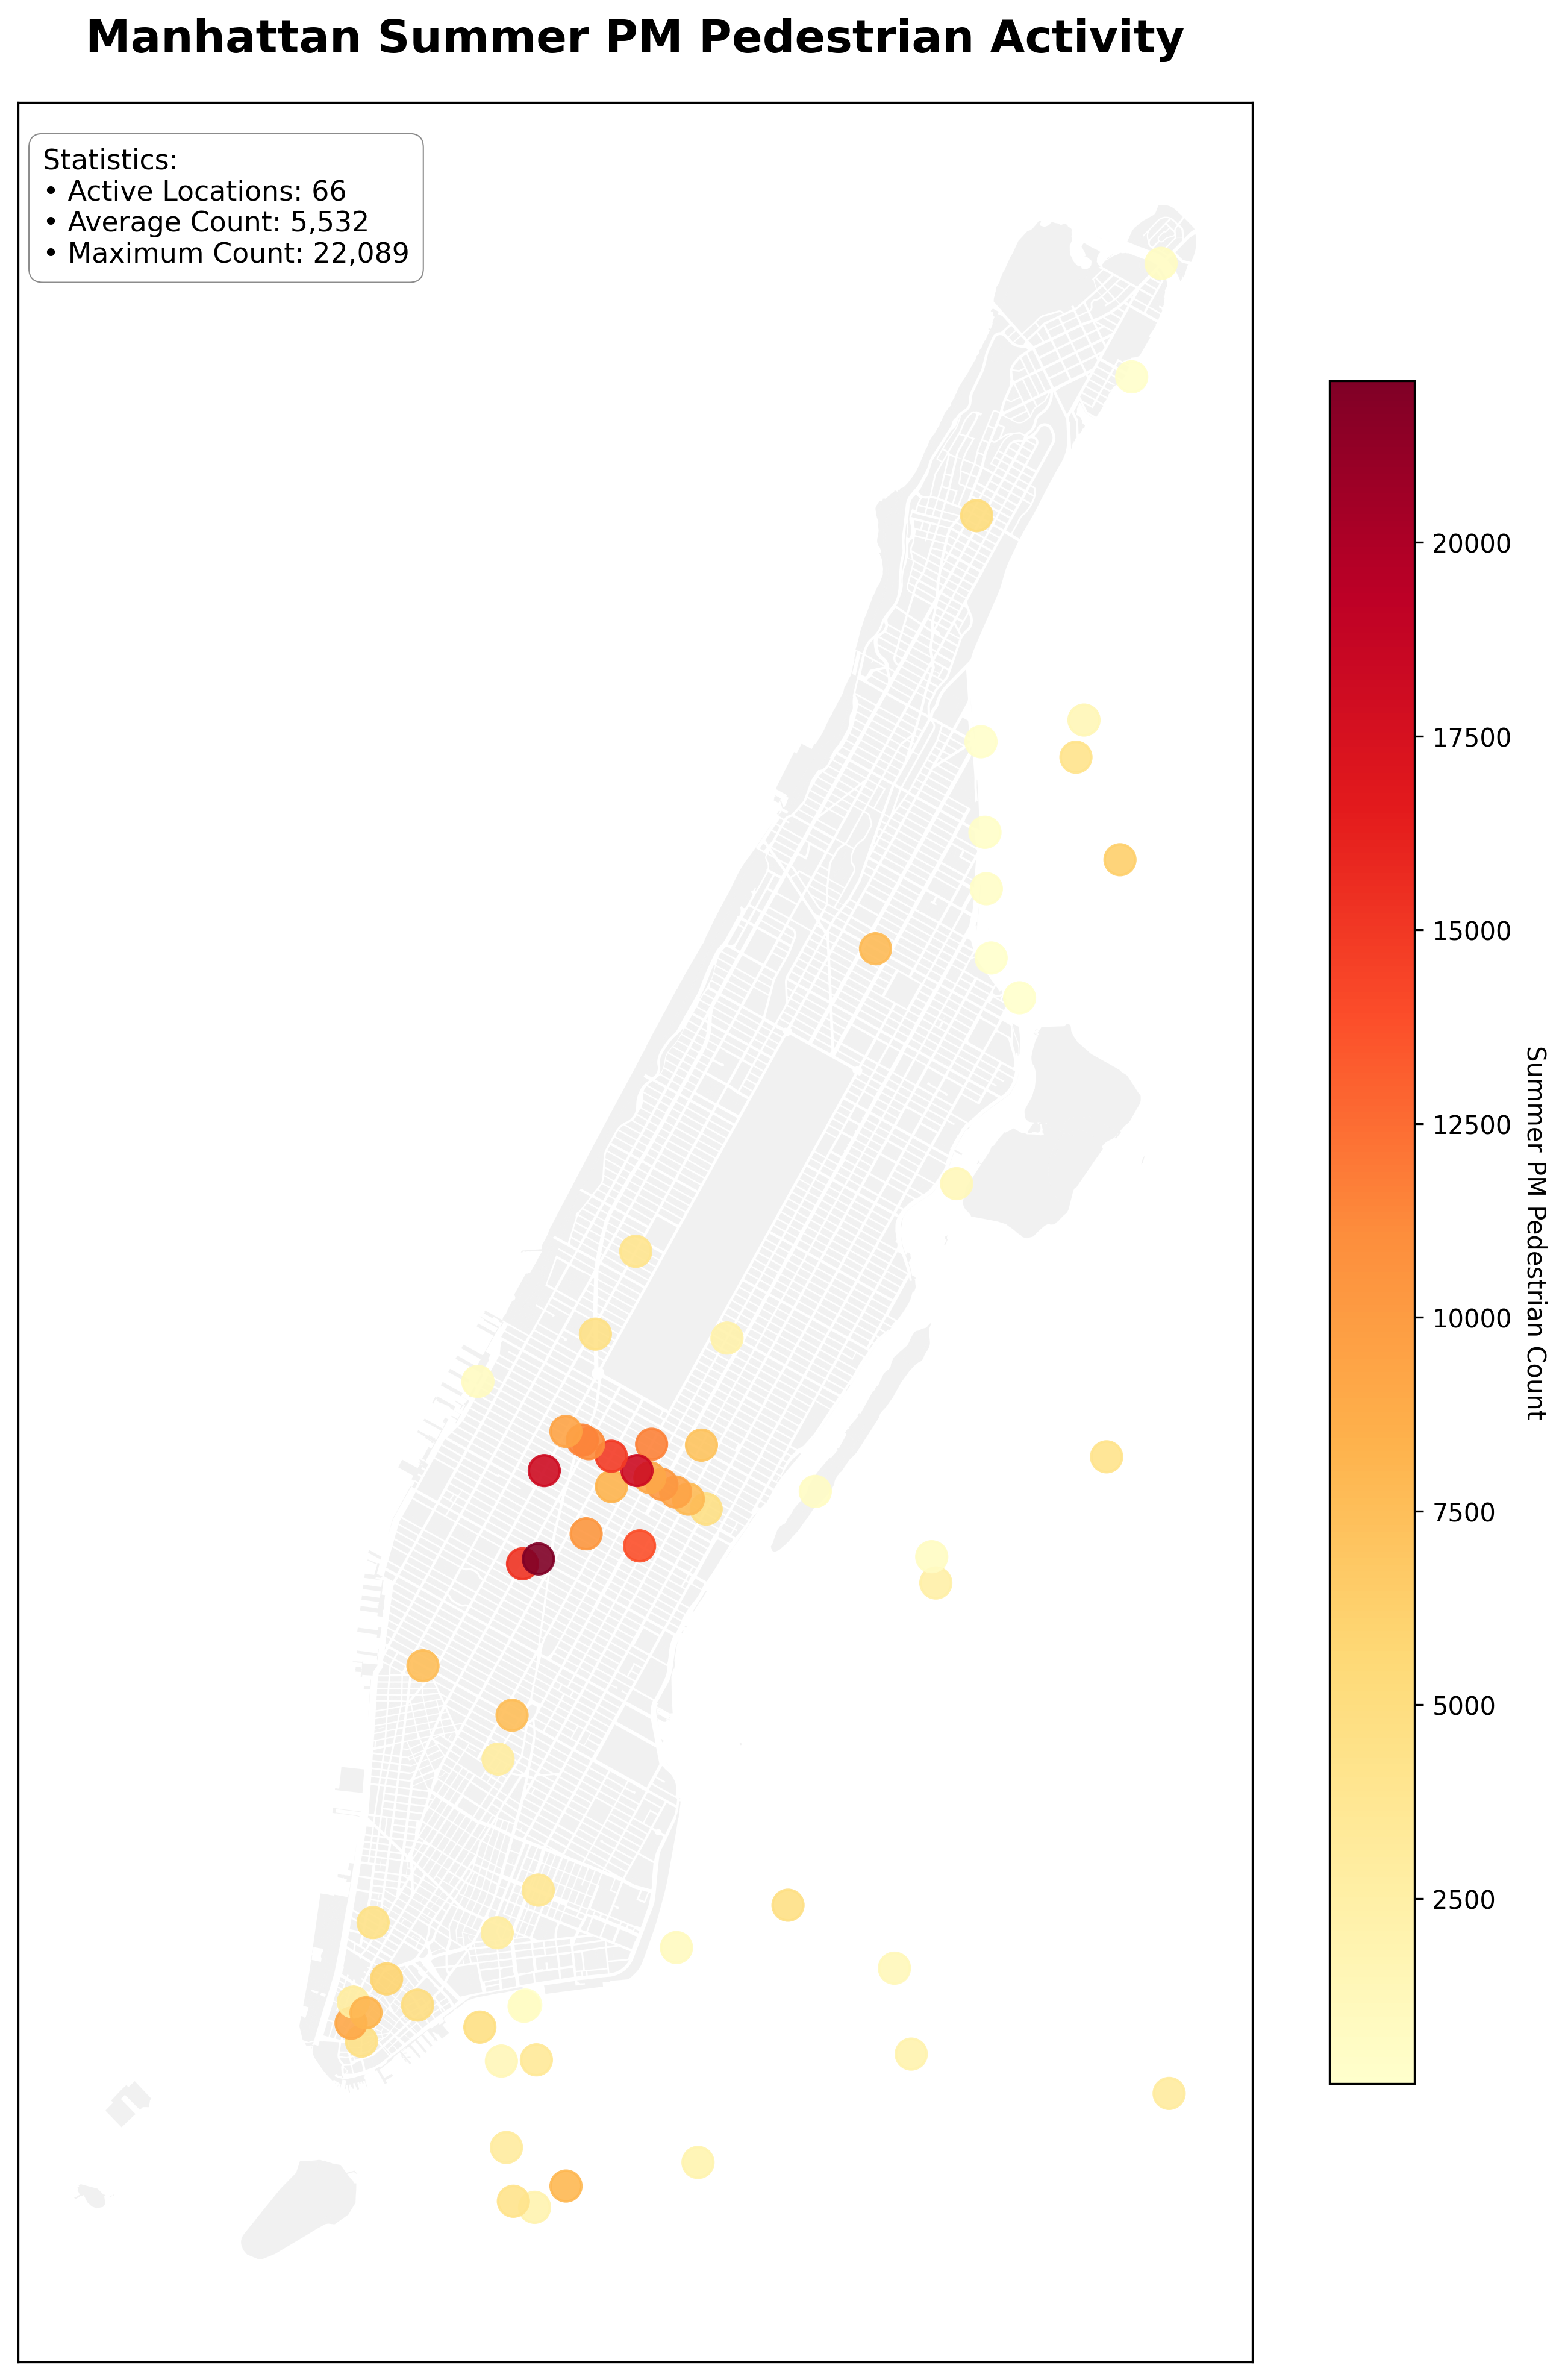 Manhattan Summer PM Pedestrian Activity
Statistics:
• Active Locations: 66
• Average Count: 5,532
• Maximum Count: 22,089
20000
17500
15000
12500
10000
7500
5000
2500
Summer PM Pedestrian Count